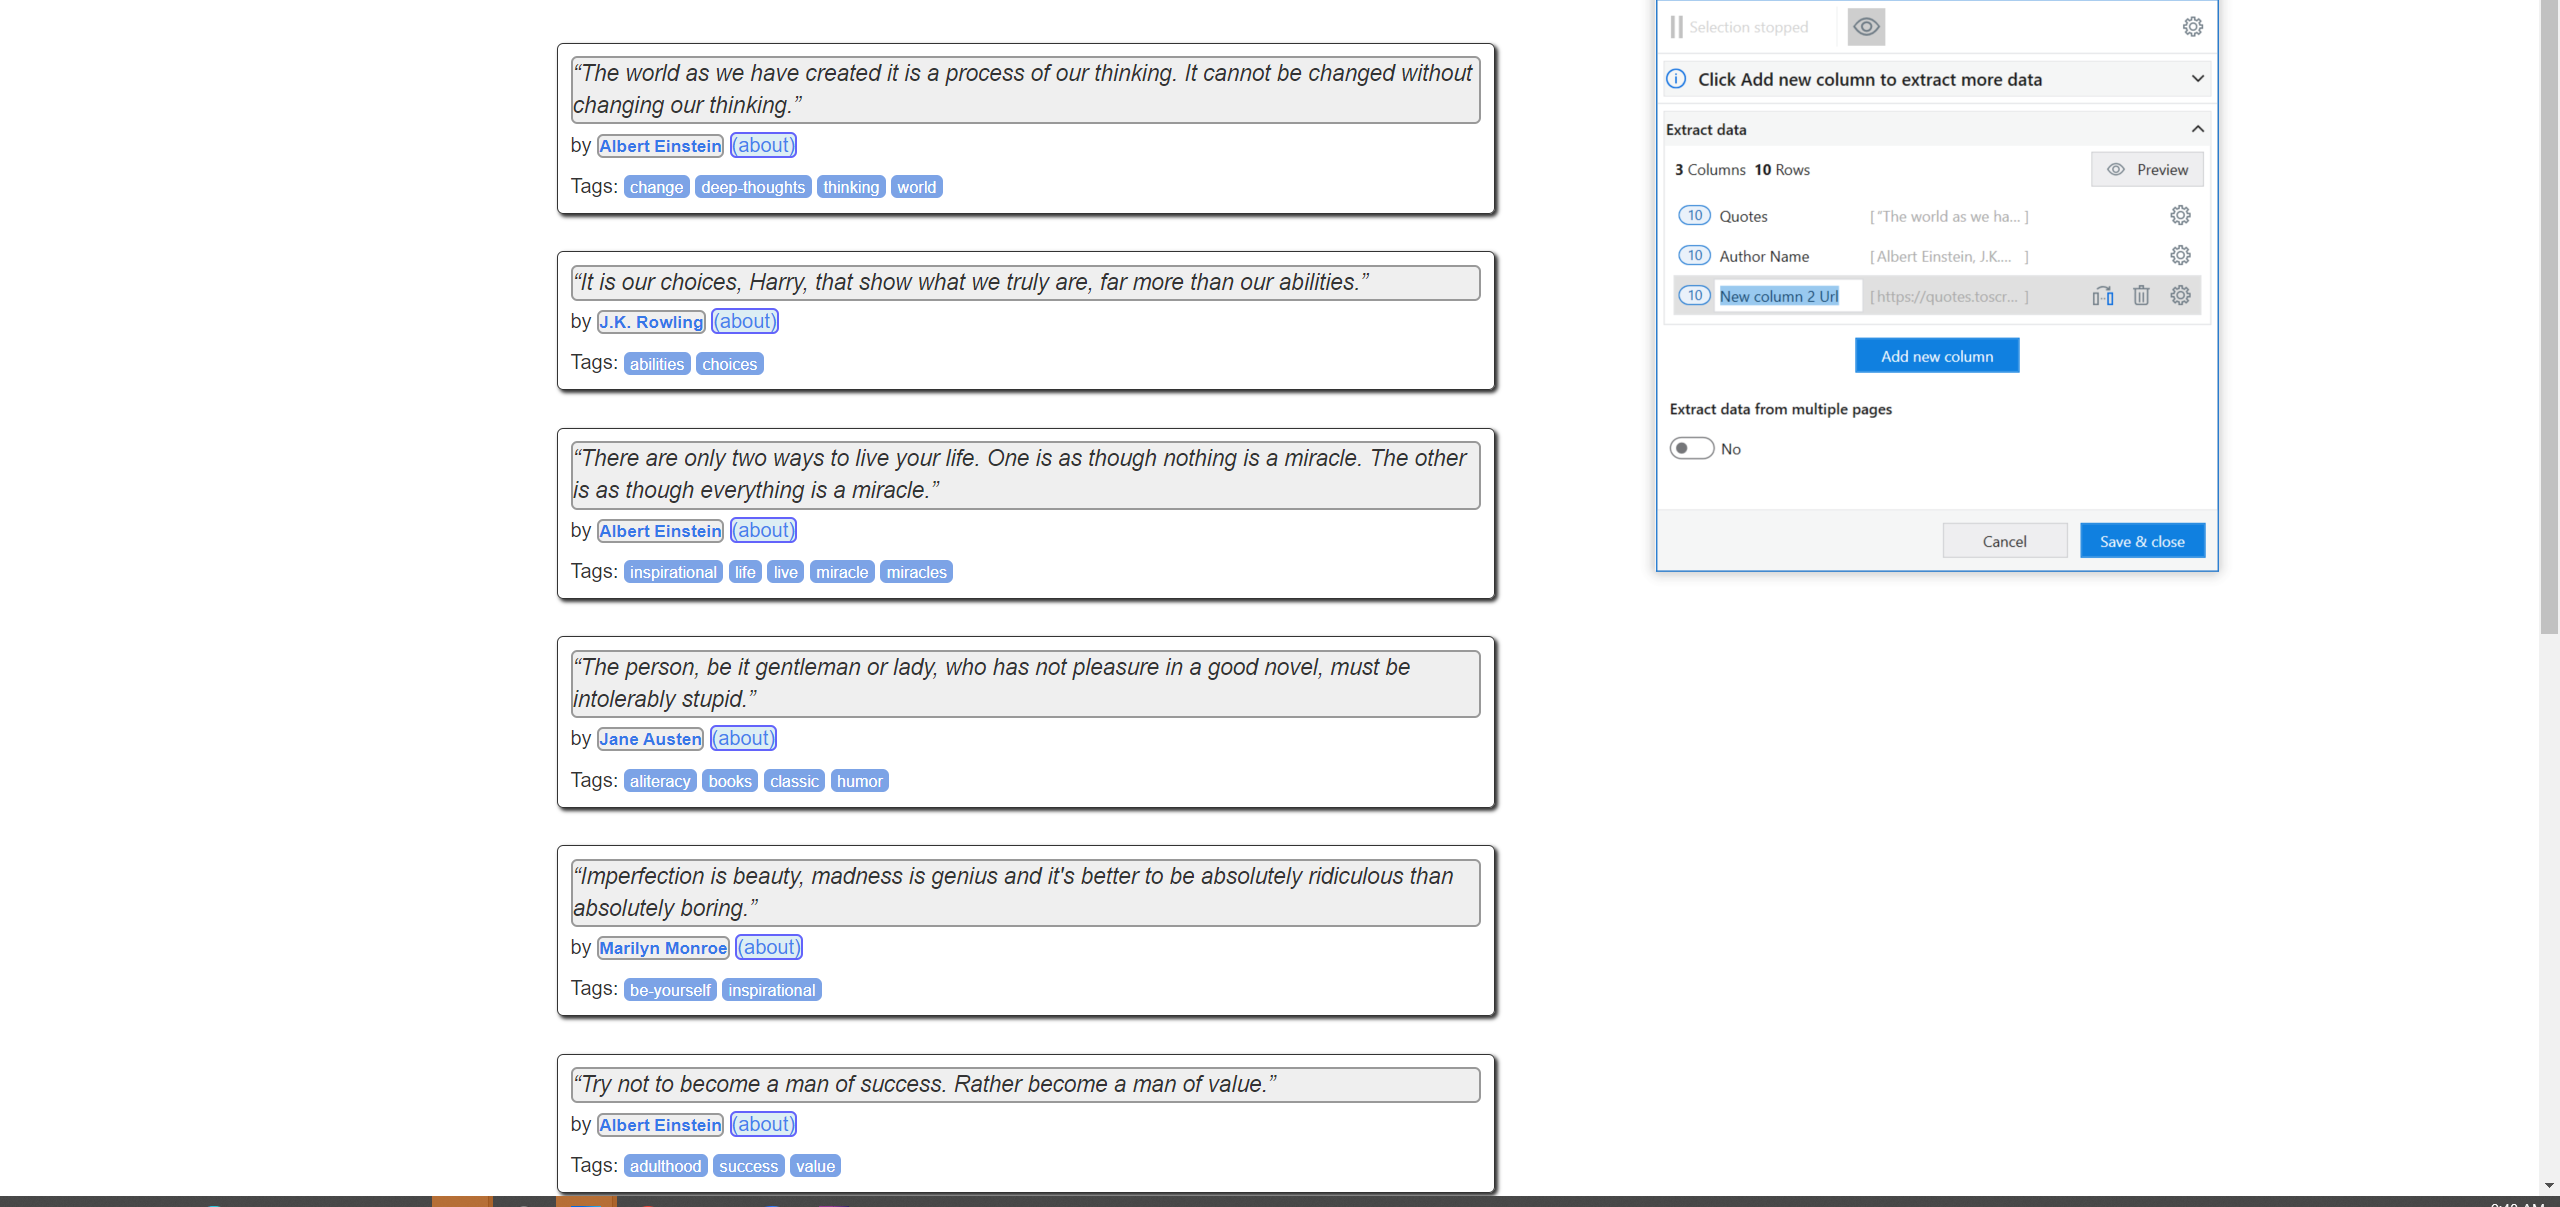 “The world as we have created it is a process of our thinking. It cannot be changed without
changing our thinking.”
by Albert Einstein (about)
Tags: change deep-thoughts thinking world
“It is our choices, Harry, that show what we truly are, far more than our abilities.”
by J.K. Rowling (about)
Tags: abilities choices
“There are only two ways to live your life. One is as though nothing is a miracle. The other
is as though everything is a miracle.”
by Albert Einstein (about)
Tags: inspirational life live miracle miracles
“The person, be it gentleman or lady, who has not pleasure in a good novel, must be
intolerably stupid.”
by Jane Austen (about)
Tags: aliteracy books classic humor
“Imperfection is beauty, madness is genius and it's better to be absolutely ridiculous than
absolutely boring.”
by Marilyn Monroe (about)
Tags: be-yourself inspirational
“Try not to become a man of success. Rather become a man of value.”
by Albert Einstein (about)
Tags: adulthood success value
Selection stopped
Click Add new column to extract more data
Extract data
3 Columns 10 Rows
Preview
10 Quotes [ “The world as we ha... ]
10 Author Name [ Albert Einstein, J.K.... ]
10 New column 2 Url [ https://quotes.toscr... ]
Add new column
Extract data from multiple pages
No
Cancel
Save & close